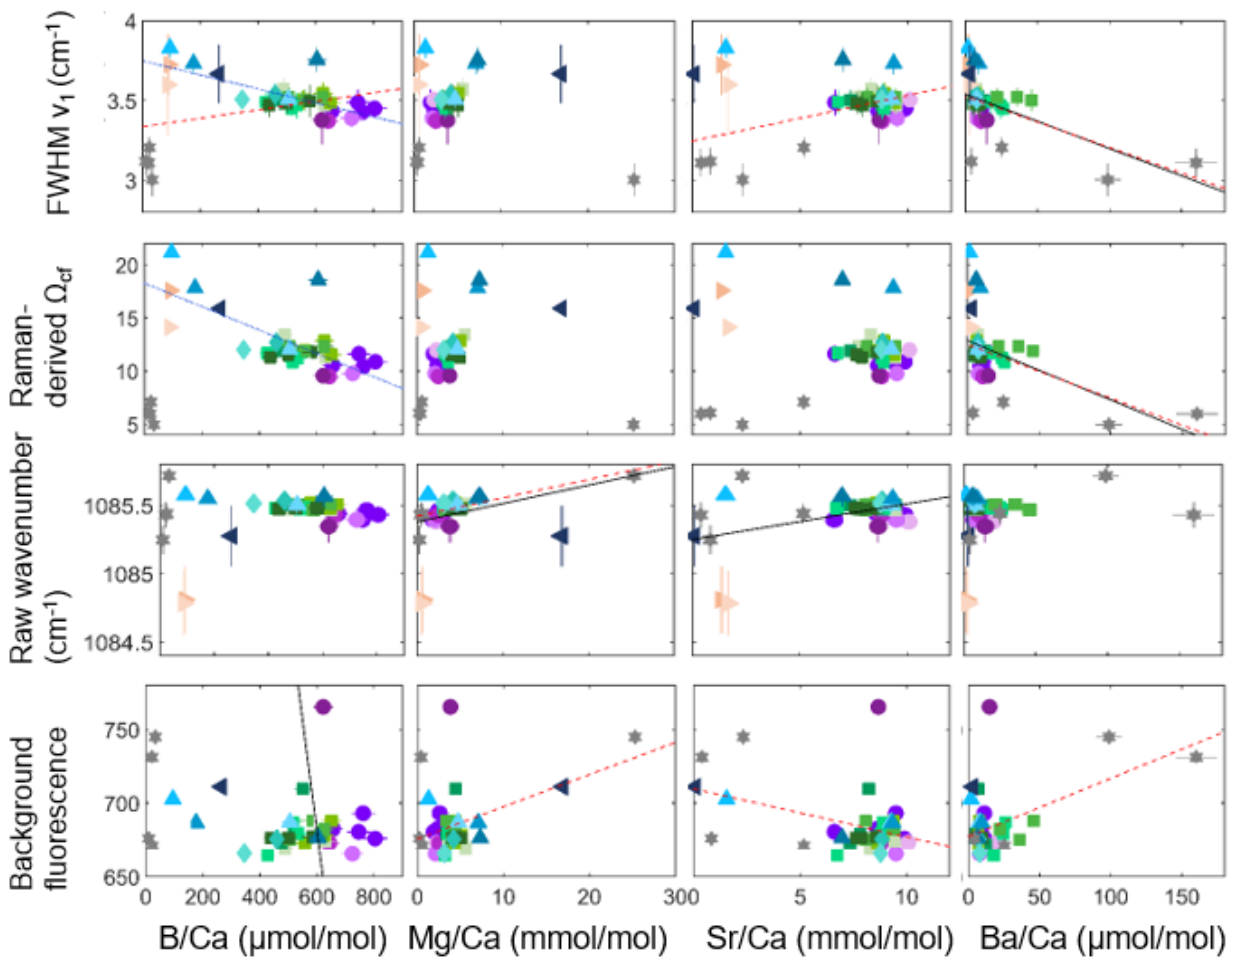 FWHM ν₁ (cm⁻¹)
4
3.5
3
Raman-
derived Ω_cf
20
15
10
5
Raw wavenumber
(cm⁻¹)
1085.5
1085
1084.5
Background
fluorescence
750
700
650
0 200 400 600 800
0 10 20 30
5 10
0 50 100 150
B/Ca (µmol/mol) Mg/Ca (mmol/mol) Sr/Ca (mmol/mol) Ba/Ca (µmol/mol)